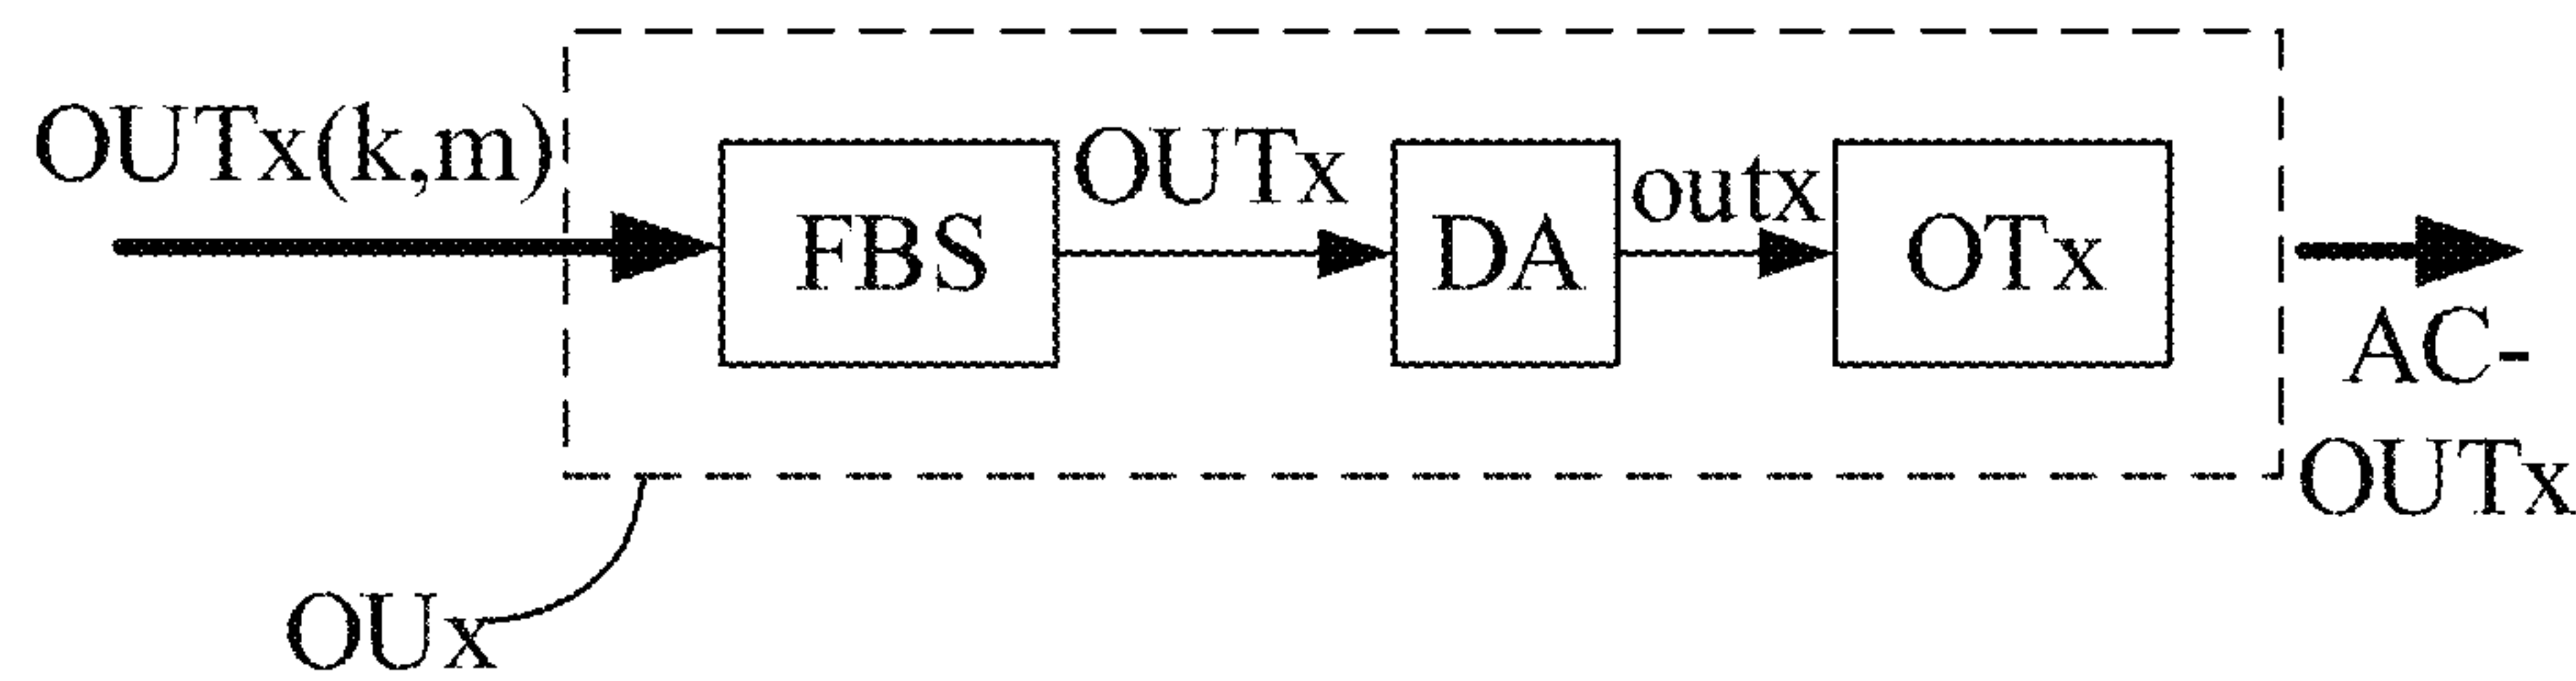 OUTx(k,m)
FBS
OUTx
DA
outx
OTx
AC-
OUTx
OUx